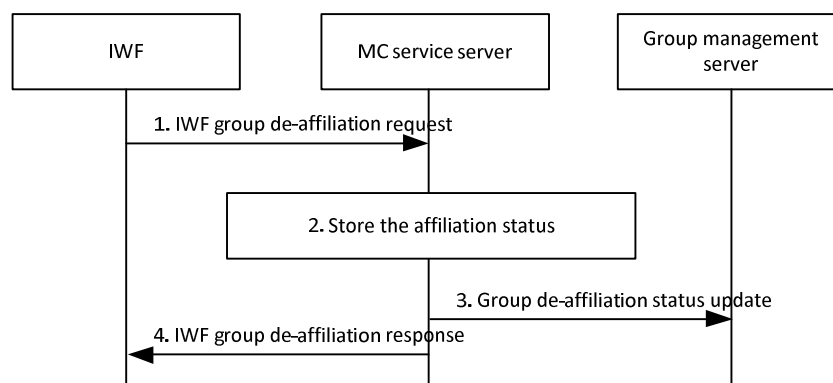 IWF
MC service server
Group management
server
1. IWF group de-affiliation request
2. Store the affiliation status
3. Group de-affiliation status update
4. IWF group de-affiliation response